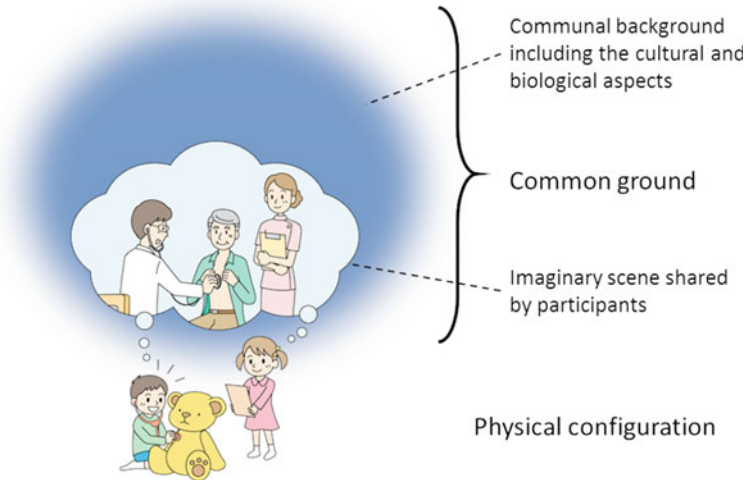 Communal background
including the cultural and
biological aspects
Common ground
Imaginary scene shared
by participants
Physical configuration